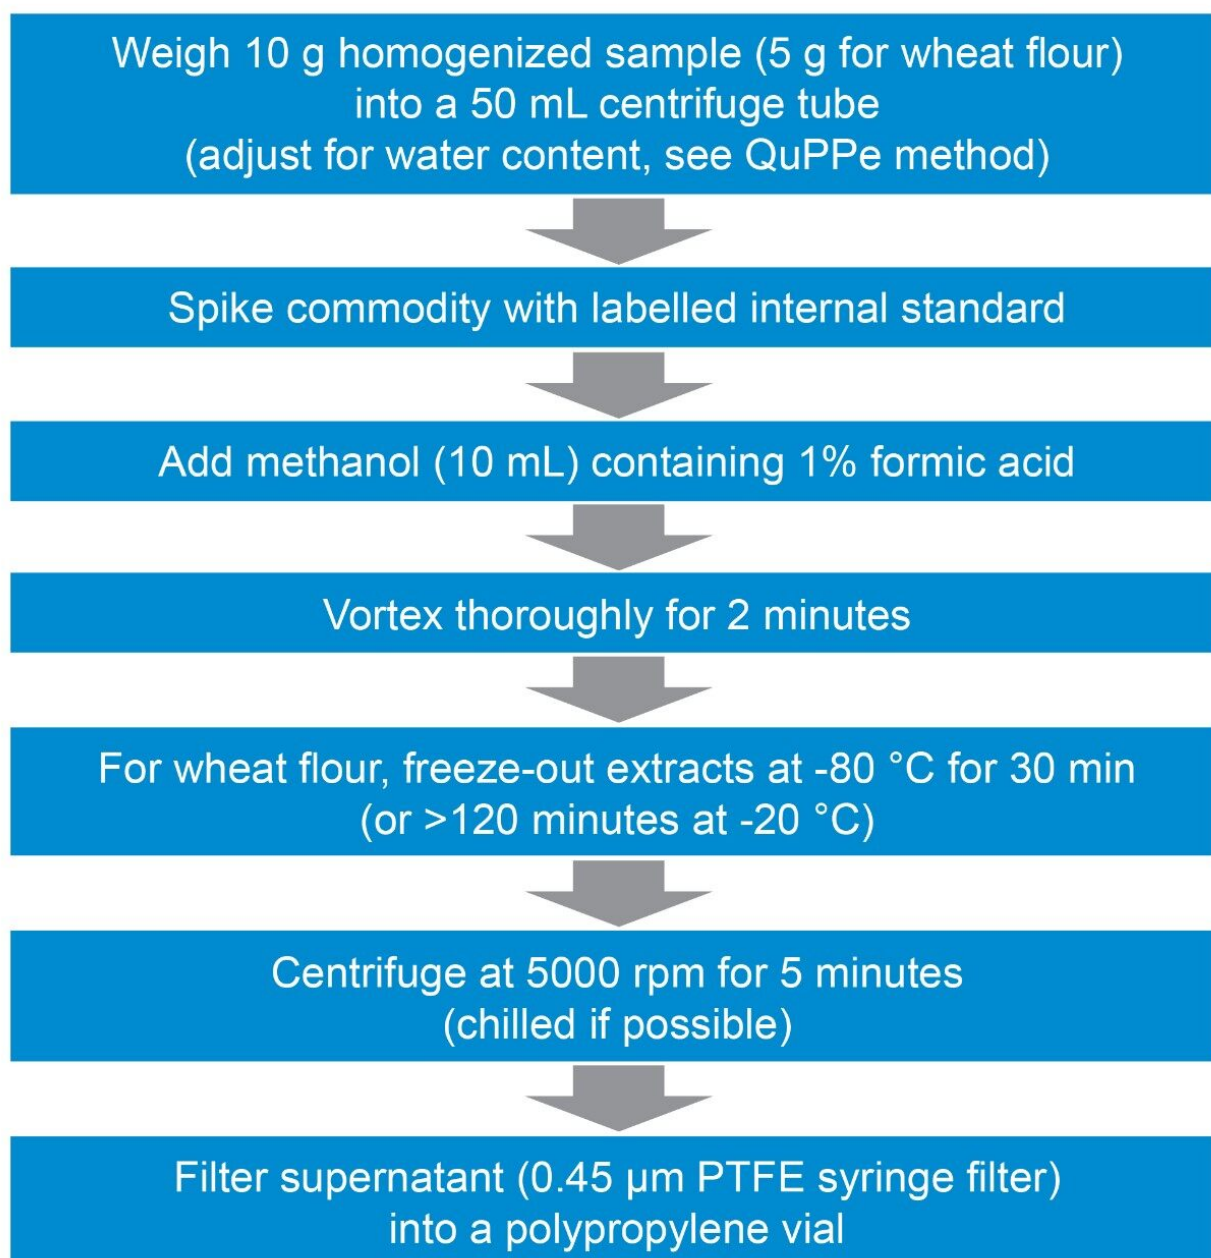 Weigh 10 g homogenized sample (5 g for wheat flour)
into a 50 mL centrifuge tube
(adjust for water content, see QuPPe method)
Spike commodity with labelled internal standard
Add methanol (10 mL) containing 1% formic acid
Vortex thoroughly for 2 minutes
For wheat flour, freeze-out extracts at -80 °C for 30 min
(or >120 minutes at -20 °C)
Centrifuge at 5000 rpm for 5 minutes
(chilled if possible)
Filter supernatant (0.45 µm PTFE syringe filter)
into a polypropylene vial